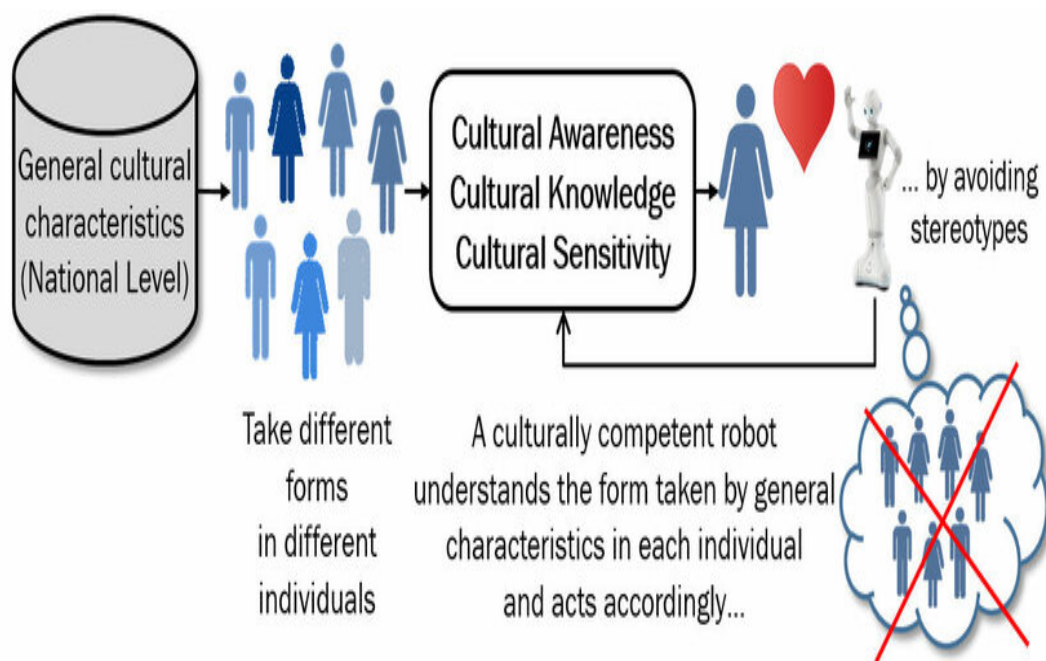 General cultural
characteristics
(National Level)
Cultural Awareness
Cultural Knowledge
Cultural Sensitivity
... by avoiding
stereotypes
Take different
forms
in different
individuals
A culturally competent robot
understands the form taken by general
characteristics in each individual
and acts accordingly...